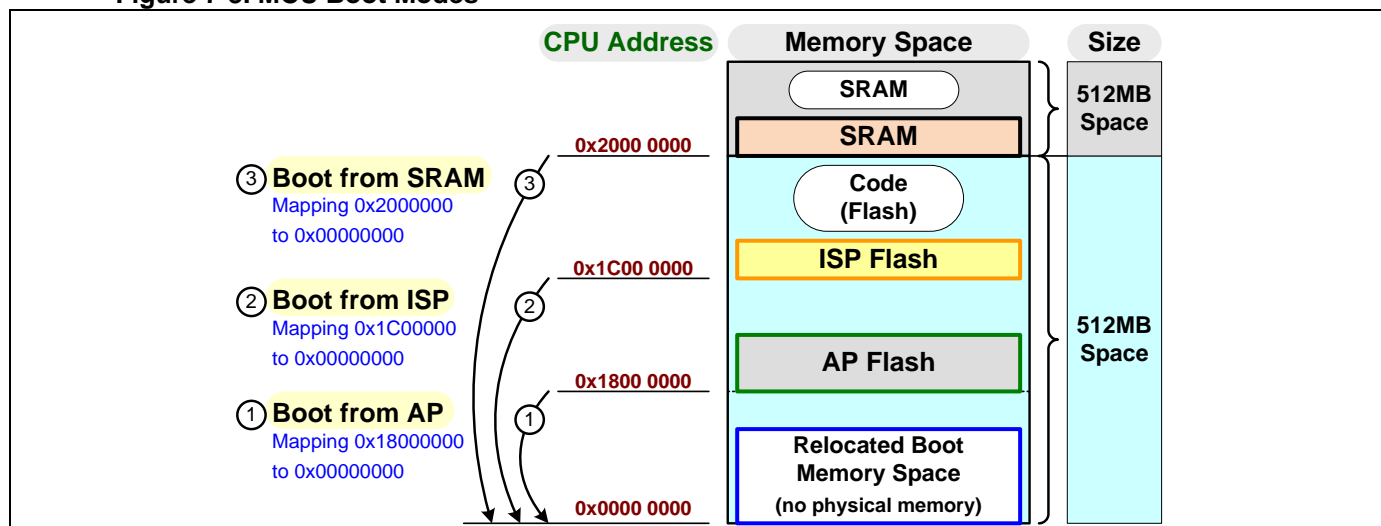 Figure MCU Boot Modes
CPU Address
Memory Space
Size
SRAM
512MB
Space
SRAM
0x2000 0000
③ Boot from SRAM
Mapping 0x2000000
to 0x00000000
3
Code
(Flash)
ISP Flash
0x1C00 0000
② Boot from ISP
Mapping 0x1C00000
to 0x00000000
2
512MB
Space
AP Flash
0x1800 0000
① Boot from AP
Mapping 0x18000000
to 0x00000000
1
Relocated Boot
Memory Space
(no physical memory)
0x0000 0000